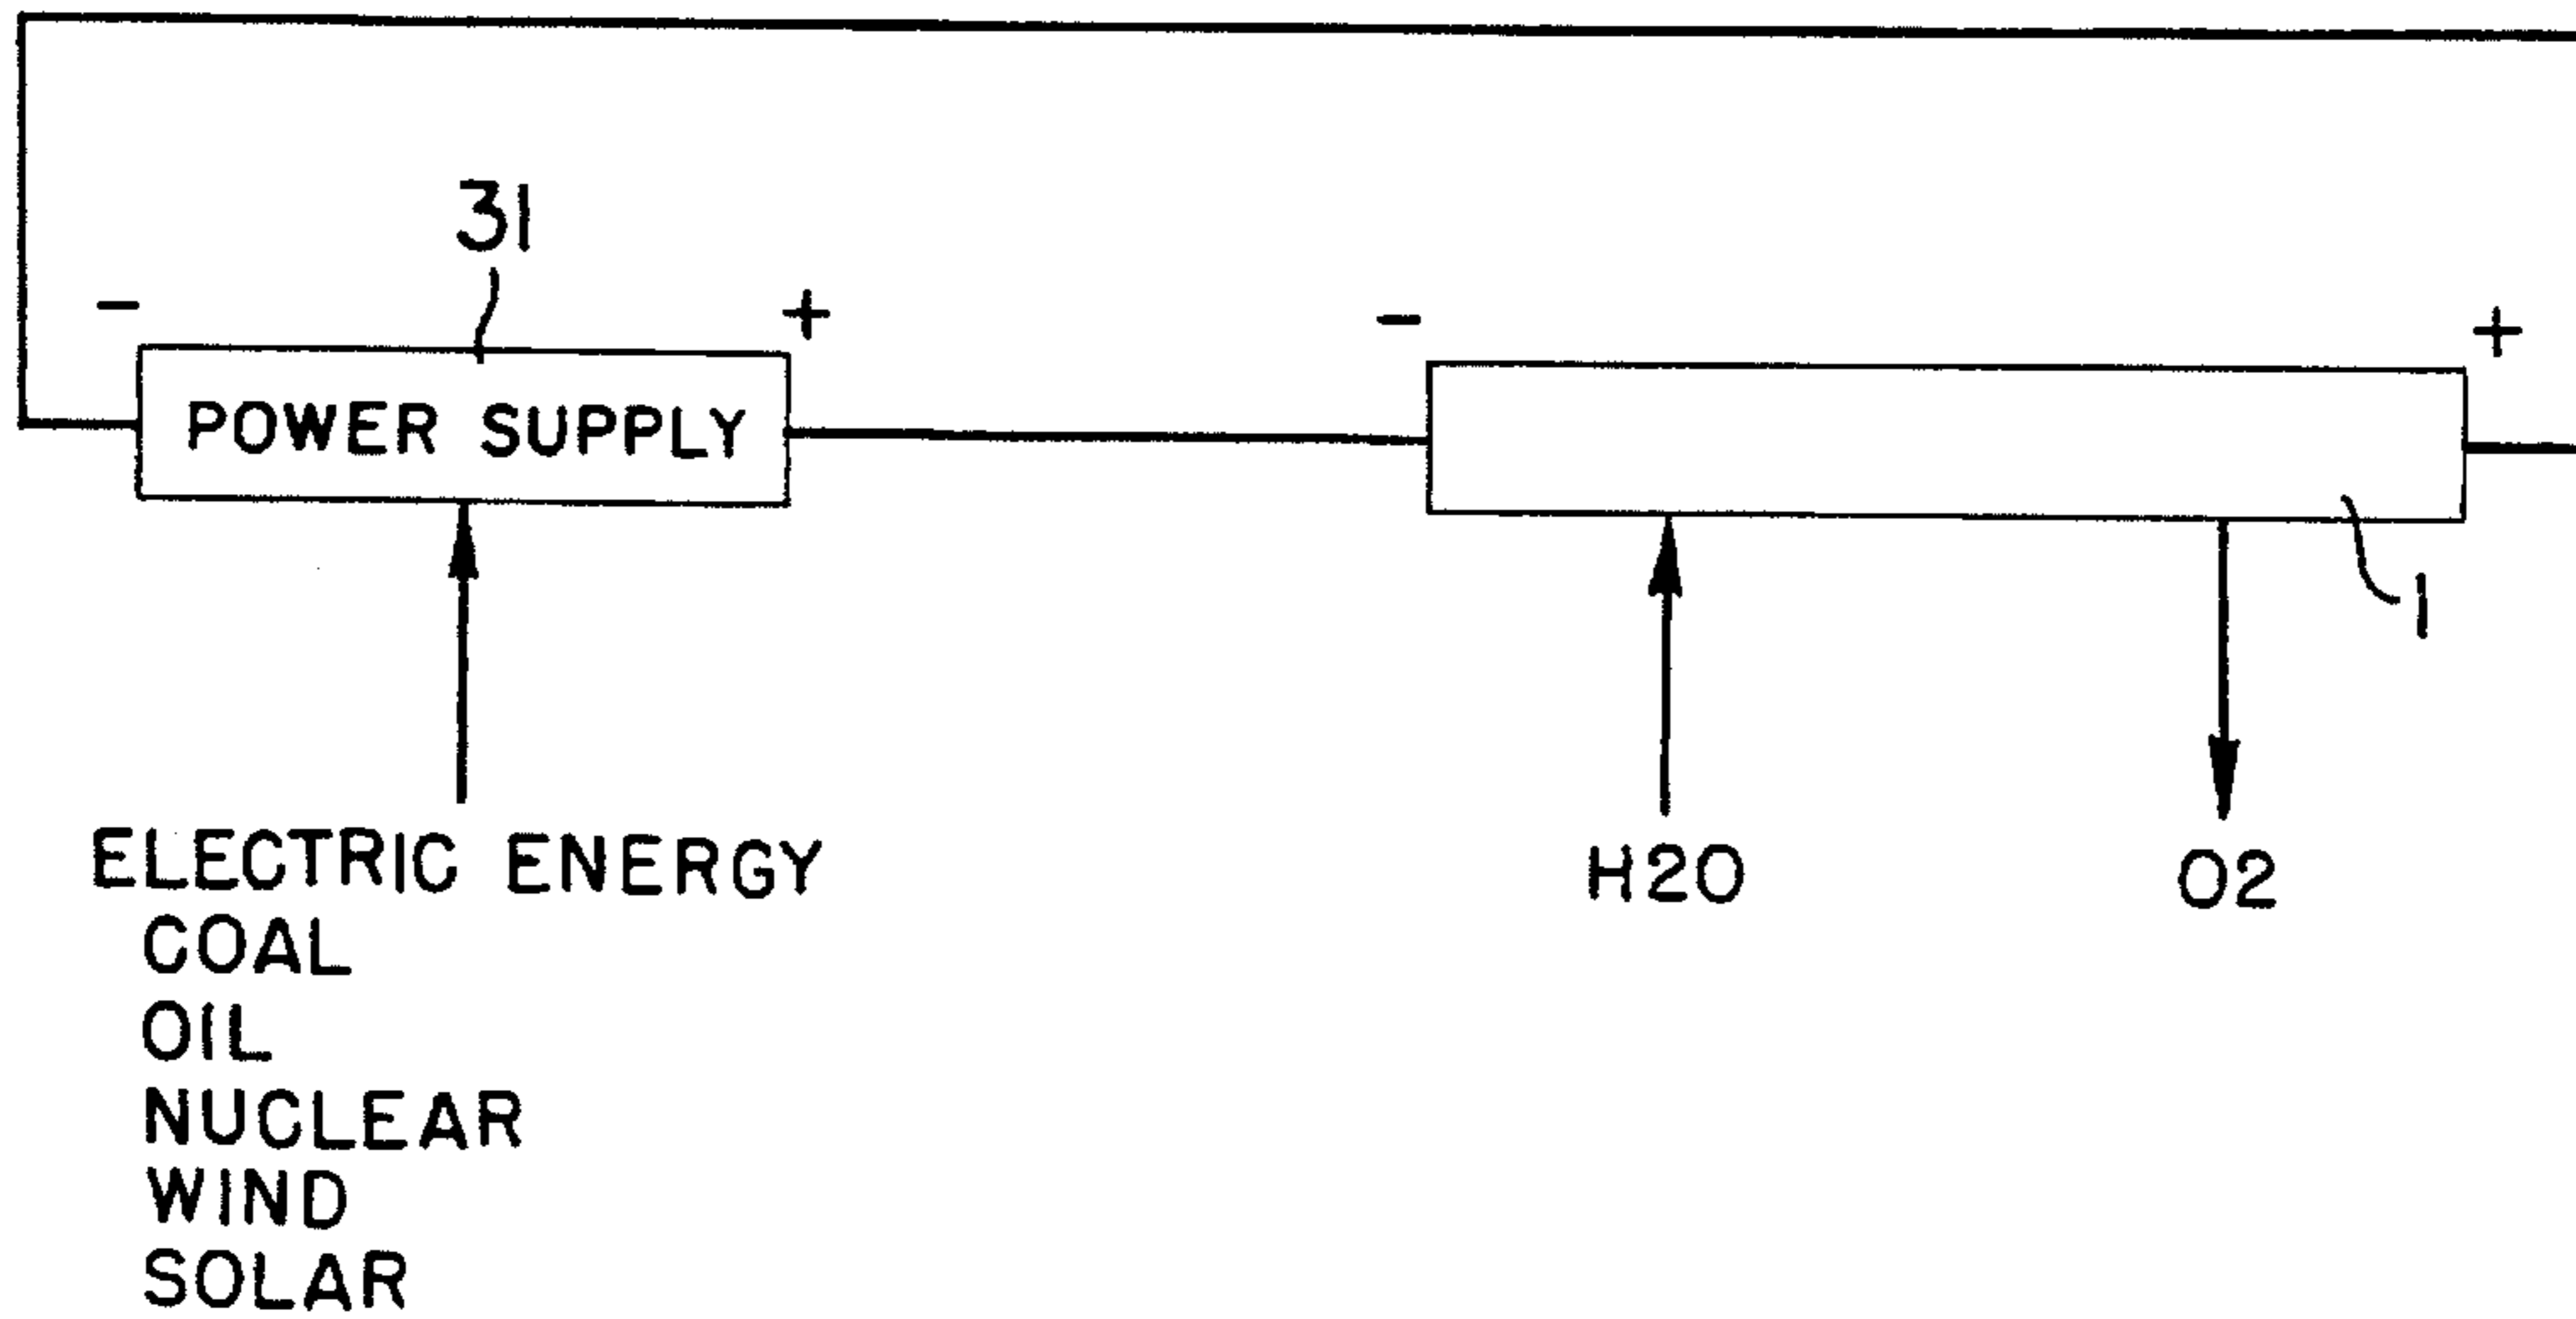 31
- + - +
POWER SUPPLY
1
ELECTRIC ENERGY
H2O
O2
COAL
OIL
NUCLEAR
WIND
SOLAR